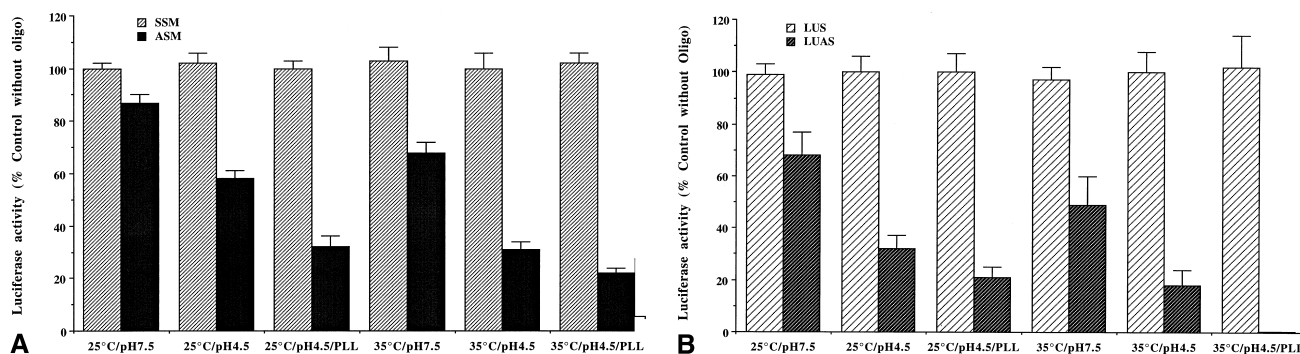 SSM
ASM
Luciferase activity (% Control without oligo)
120
100
80
60
40
20
0
25°C/pH7.5
25°C/pH4.5
25°C/pH4.5/PLL
35°C/pH7.5
35°C/pH4.5
35°C/pH4.5/PLL
A
LUS
LUAS
Luciferase activity (% Control without Oligo)
120
100
80
60
40
20
0
25°C/pH7.5
25°C/pH4.5
25°C/pH4.5/PLL
35°C/pH7.5
35°C/pH4.5
35°C/pH4.5/PLL
B